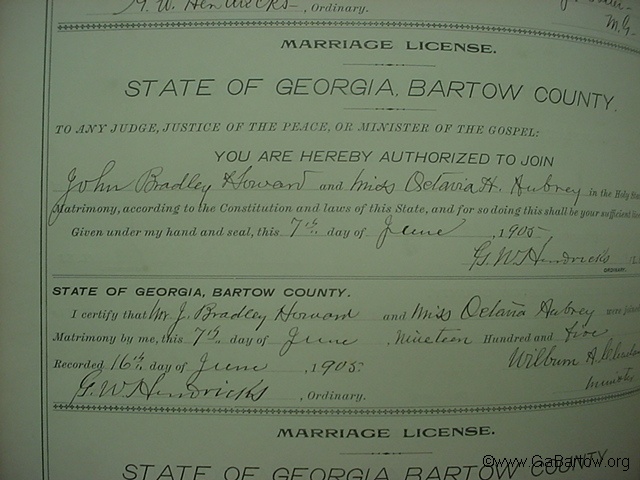 G. W. Hendricks, Ordinary.
M.G.
MARRIAGE LICENSE.
STATE OF GEORGIA, BARTOW COUNTY.
TO ANY JUDGE, JUSTICE OF THE PEACE, OR MINISTER OF THE GOSPEL:
YOU ARE HEREBY AUTHORIZED TO JOIN
John Bradley Howard and Miss Octavia H. Aubrey in the Holy
Matrimony, according to the Constitution and laws of this State, and for so doing this shall be your sufficient
Given under my hand and seal, this 7th day of June, 1905.
G. W. Hendricks
ORDINARY.
STATE OF GEORGIA, BARTOW COUNTY.
I certify that Mr J. Bradley Howard and Miss Octavia Aubrey were joined
Matrimony by me, this 7th day of June, Nineteen Hundred and five
Recorded 16th day of June, 1905. Wilburn A.
G. W. Hendricks, Ordinary.
MARRIAGE LICENSE.
STATE OF GEORGIA, BARTOW COUNTY.
©www.GaBartow.org